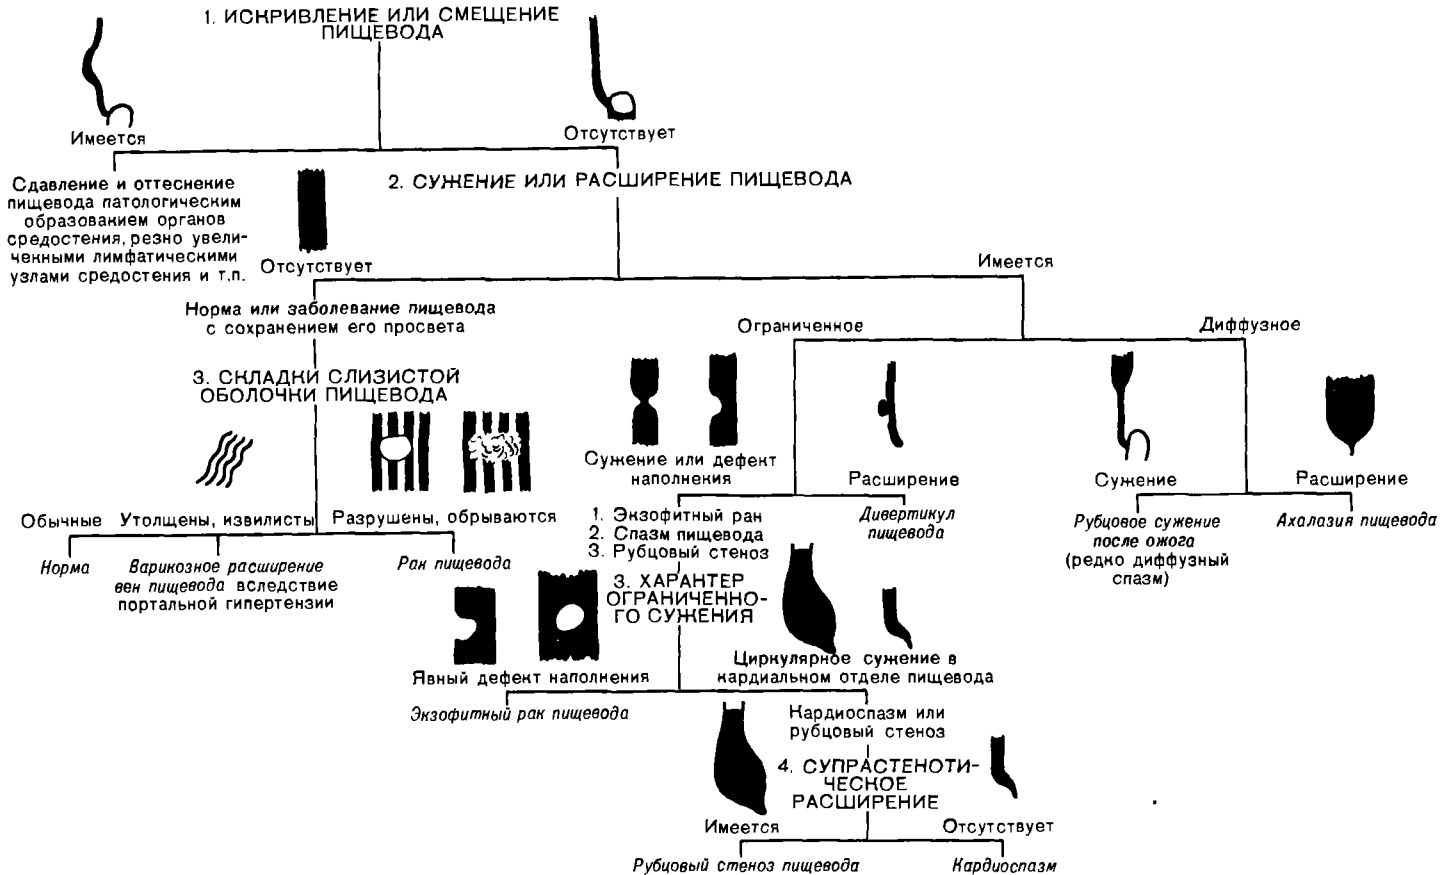 1. ИСКРИВЛЕНИЕ ИЛИ СМЕЩЕНИЕ
ПИЩЕВОДА
Имеется
Отсутствует
Сдавление и оттеснение
пищевода патологическим
образованием органов
средостения, резно увели-
ченными лимфатическими
узлами средостения и т.п.
2. СУЖЕНИЕ ИЛИ РАСШИРЕНИЕ ПИЩЕВОДА
Отсутствует
Имеется
Норма или заболевание пищевода
с сохранением его просвета
Ограниченное
Диффузное
3. СКЛАДКИ СЛИЗИСТОЙ
ОБОЛОЧКИ ПИЩЕВОДА
Сужение или дефект
наполнения
Расширение
Сужение
Расширение
Обычные
Утолщены, извилисты
Разрушены, обрываются
Норма
Варикозное расширение
вен пищевода вследствие
портальной гипертензии
Рак пищевода
1. Экзофитный ран
2. Спазм пищевода
3. Рубцовый стеноз
Дивертикул
пищевода
Рубцовое сужение
после ожога
(редко диффузный
спазм)
Ахалазия пищевода
3. ХАРАКТЕР
ОГРАНИЧЕННО-
ГО СУЖЕНИЯ
Явный дефект наполнения
Циркулярное сужение в
кардиальном отделе пищевода
Экзофитный рак пищевода
Кардиоспазм или
рубцовый стеноз
4. СУПРАСТЕНОТИ-
ЧЕСКОЕ
РАСШИРЕНИЕ
Имеется
Отсутствует
Рубцовый стеноз пищевода
Кардиоспазм